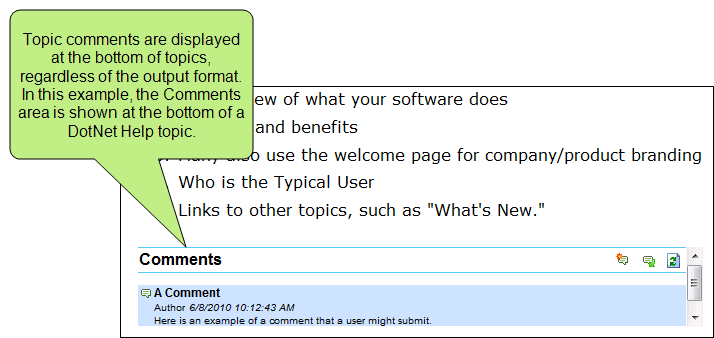 Topic comments are displayed
at the bottom of topics,
regardless of the output format.
In this example, the Comments
area is shown at the bottom of a
DotNet Help topic.
of what your software does
and benefits
also use the welcome page for company/product branding
Who is the Typical User
Links to other topics, such as "What's New."
Comments
A Comment
Author 6/8/2010 10:12:43 AM
Here is an example of a comment that a user might submit.